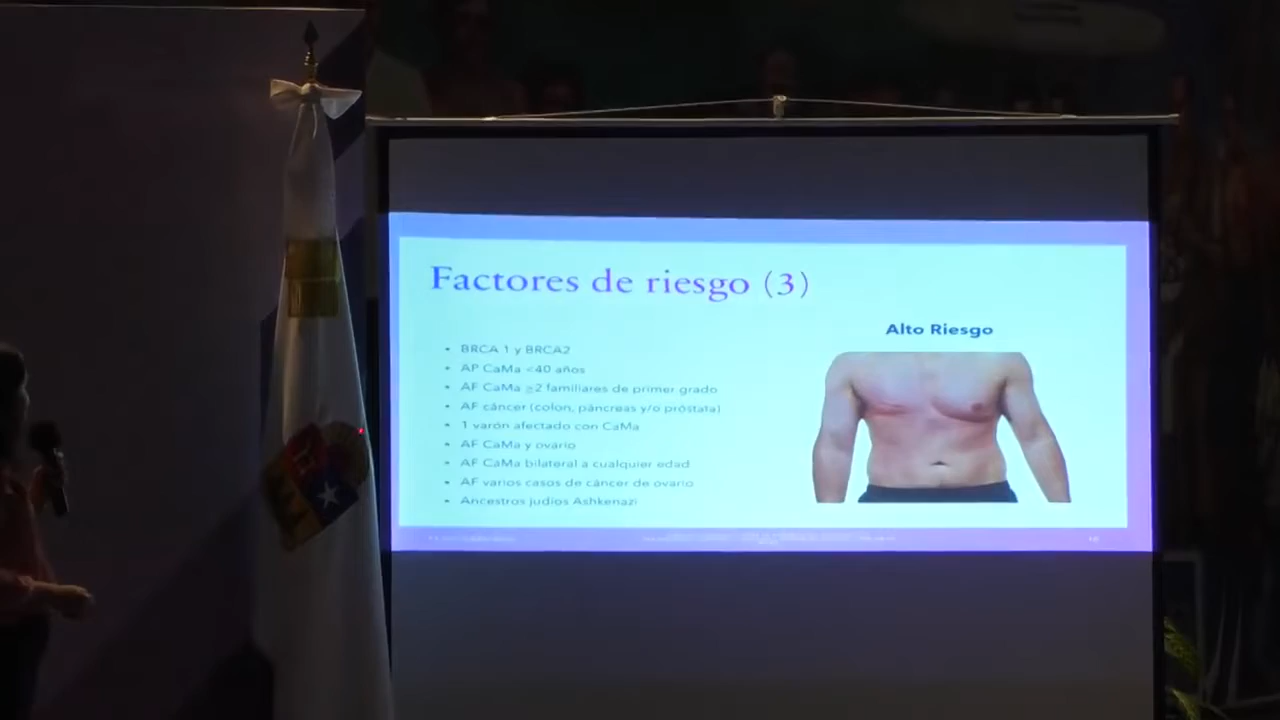 Factores de riesgo (3)
Alto Riesgo
• BRCA 1 y BRCA2
• AP CaMa <40 años
• AF CaMa ≥2 familiares de primer grado
• AF cáncer (colon, páncreas y/o próstata)
• 1 varón afectado con CaMa
• AF CaMa y ovario
• AF CaMa bilateral a cualquier edad
• AF varios casos de cáncer de ovario
• Ancestros judíos Ashkenazi